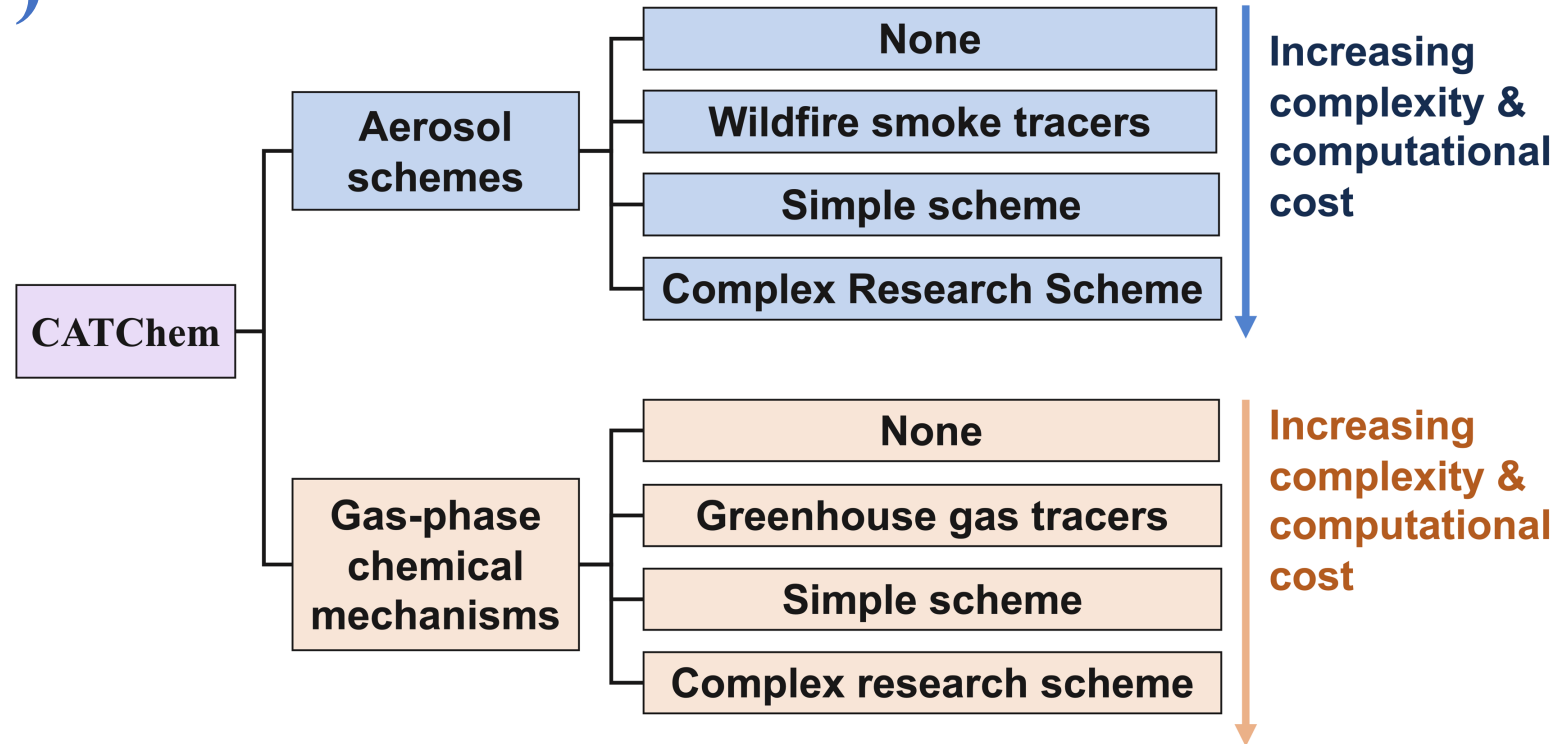 )
None
Wildfire smoke tracers
Simple scheme
Complex Research Scheme
Aerosol
schemes
Increasing
complexity &
computational
cost
CATChem
None
Greenhouse gas tracers
Simple scheme
Complex research scheme
Gas-phase
chemical
mechanisms
Increasing
complexity &
computational
cost